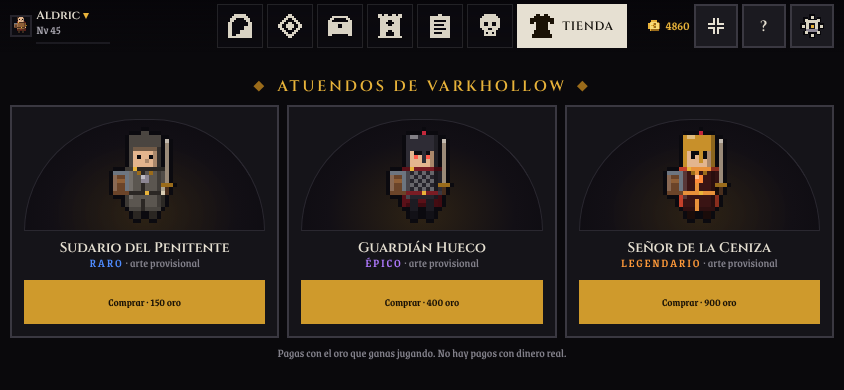 ALDRIC ▾
Nv 45
TIENDA
4860
?
ATUENDOS DE VARKHOLLOW
SUDARIO DEL PENITENTE
RARO · arte provisional
Comprar · 150 oro
GUARDIÁN HUECO
ÉPICO · arte provisional
Comprar · 400 oro
SEÑOR DE LA CENIZA
LEGENDARIO · arte provisional
Comprar · 900 oro
Pagas con el oro que ganas jugando. No hay pagos con dinero real.